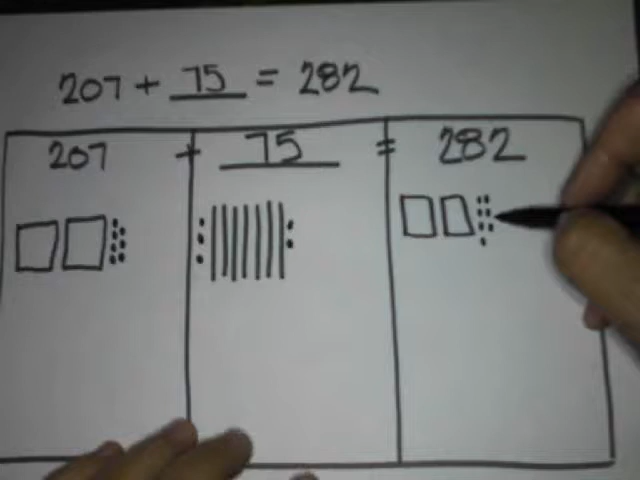 207 + 75 = 282
207 + 75 = 282